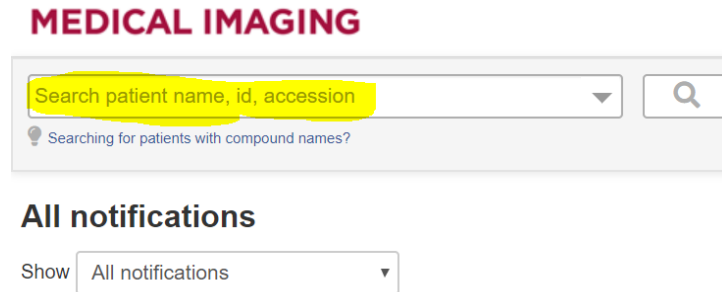 MEDICAL IMAGING
Search patient name, id, accession
Searching for patients with compound names?
All notifications
Show All notifications